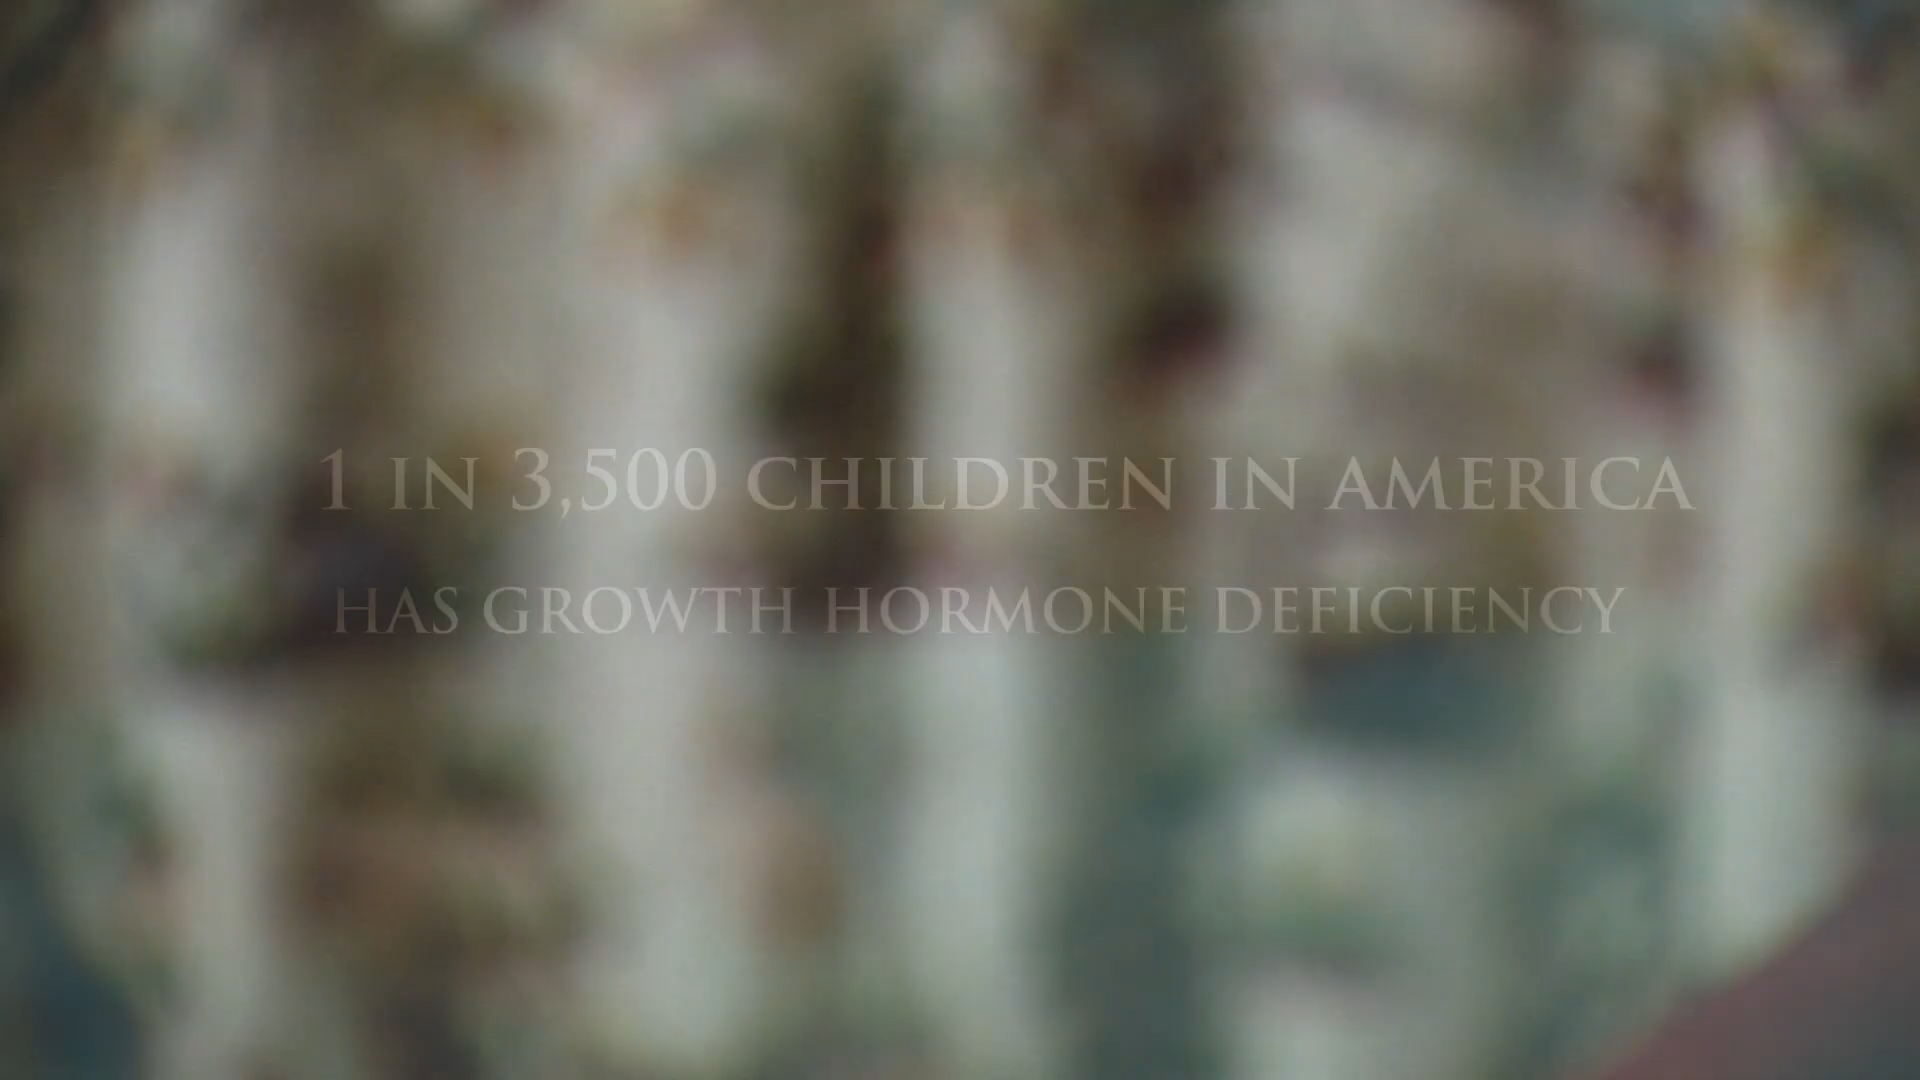 1 IN 3,500 CHILDREN IN AMERICA
HAS GROWTH HORMONE DEFICIENCY